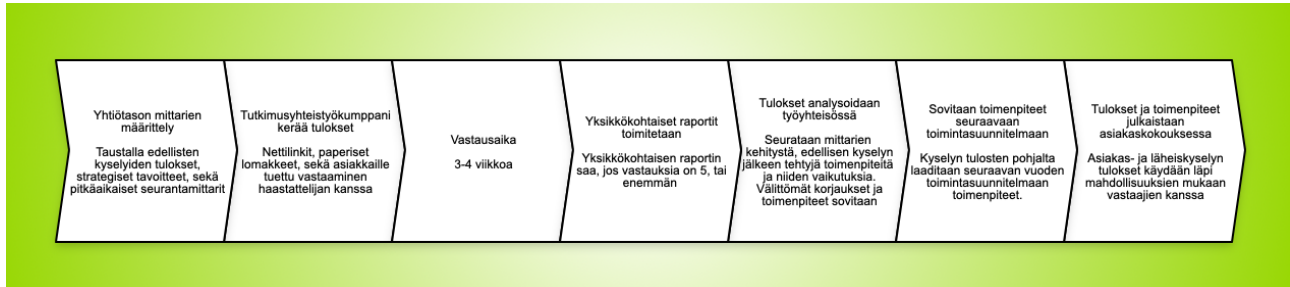 Yhtiötason mittarien
määrittely
Taustalla edellisten
kyselyiden tulokset,
strategiset tavoitteet, sekä
pitkäaikaiset seurantamittarit
Tutkimusyhteistyökumppani
kerää tulokset
Nettilinkit, paperiset
lomakkeet, sekä asiakkaille
tuettu vastaaminen
haastattelijan kanssa
Vastausaika
3-4 viikkoa
Yksikkökohtaiset raportit
toimitetaan
Yksikkökohtaisen raportin
saa, jos vastauksia on 5, tai
enemmän
Tulokset analysoidaan
työyhteisössä
Seurataan mittarien
kehitystä, edellisen kyselyn
jälkeen tehtyjä toimenpiteitä
ja niiden vaikutuksia.
Välittömät korjaukset ja
toimenpiteet sovitaan
Sovitaan toimenpiteet
seuraavaan
toimintasuunnitelmaan
Kyselyn tulosten pohjalta
laaditaan seuraavan vuoden
toimintasuunnitelmaan
toimenpiteet.
Tulokset ja toimenpiteet
julkaistaan
asiakaskokouksessa
Asiakas- ja läheiskyselyn
tulokset käydään läpi
mahdollisuuksien mukaan
vastaajien kanssa